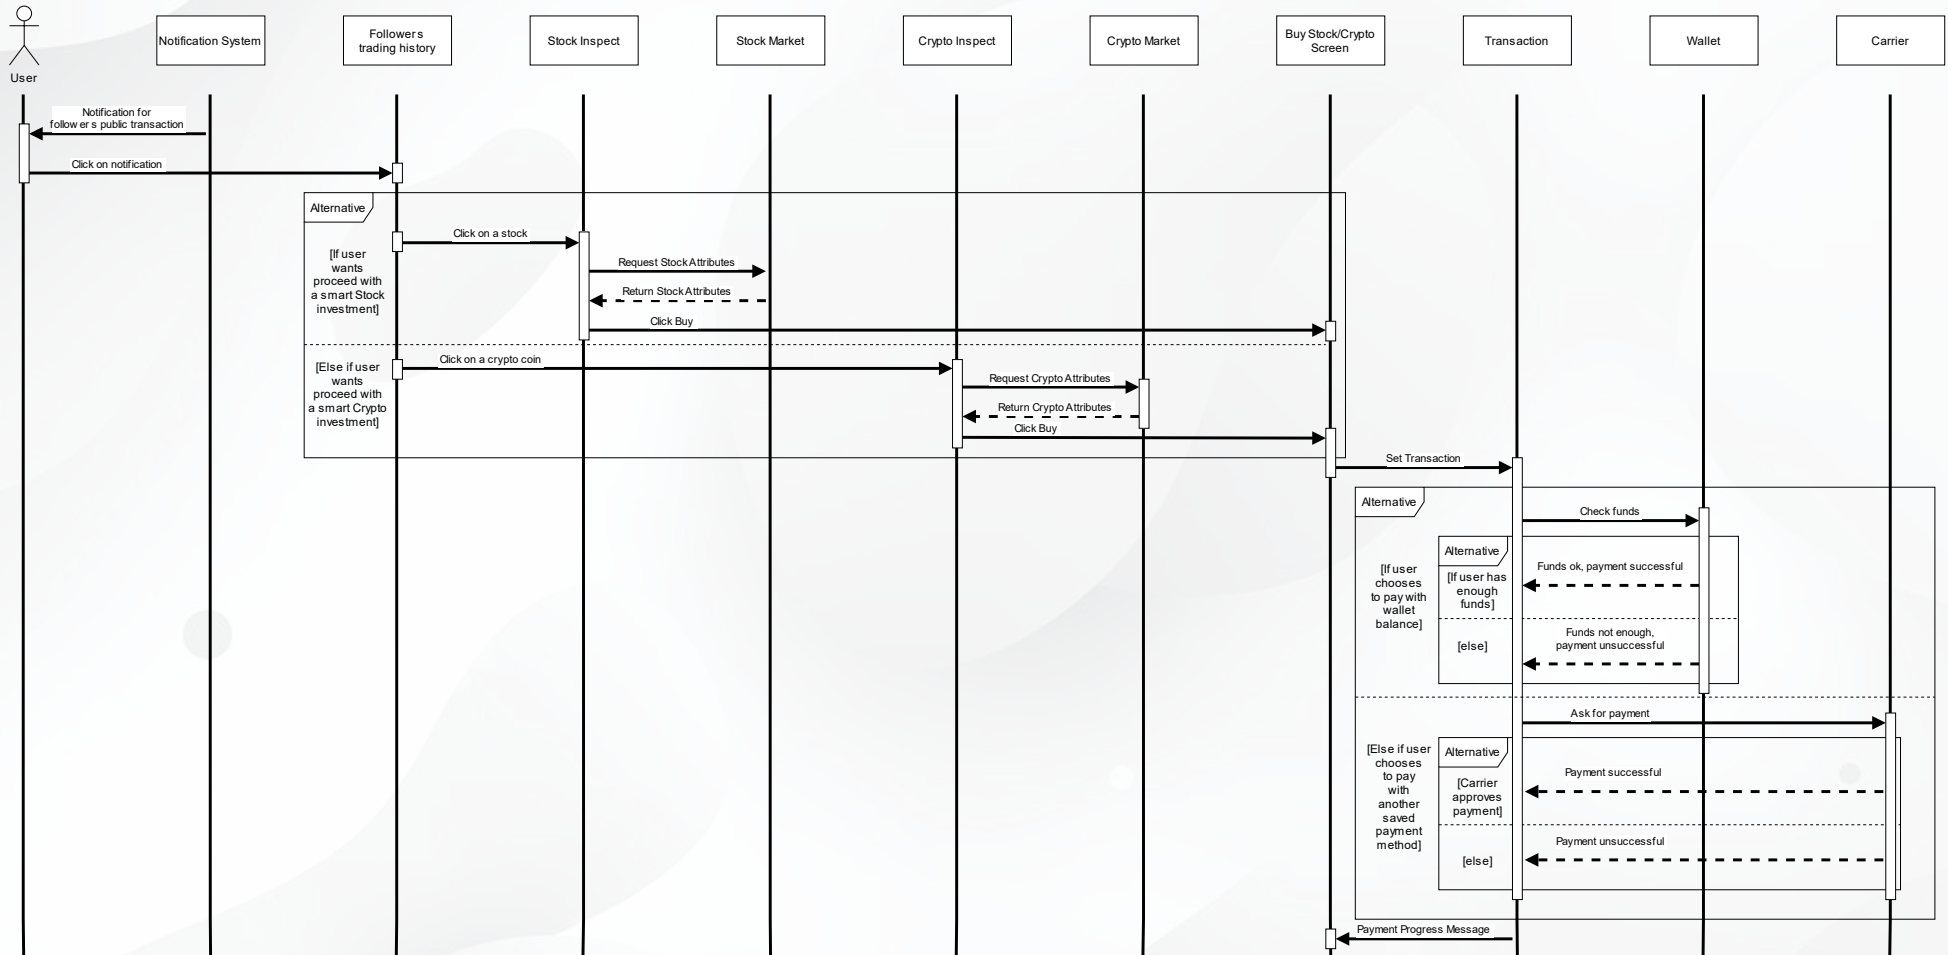 User
Notification System
Followers
trading history
Stock Inspect
Stock Market
Crypto Inspect
Crypto Market
Buy Stock/Crypto
Screen
Transaction
Wallet
Carrier
Notification for
followers public transaction
Click on notification
Alternative
[If user
wants
proceed with
a smart Stock
investment]
Click on a stock
Request Stock Attributes
Return Stock Attributes
Click Buy
[Else if user
wants
proceed with
a smart Crypto
investment]
Click on a crypto coin
Request Crypto Attributes
Return Crypto Attributes
Click Buy
Set Transaction
Alternative
[If user
chooses
to pay with
wallet
balance]
Check funds
Alternative
[If user has
enough
funds]
Funds ok, payment successful
[else]
Funds not enough,
payment unsuccessful
[Else if user
chooses
to pay
with
another
saved
payment
method]
Ask for payment
Alternative
[Carrier
approves
payment]
Payment successful
[else]
Payment unsuccessful
Payment Progress Message